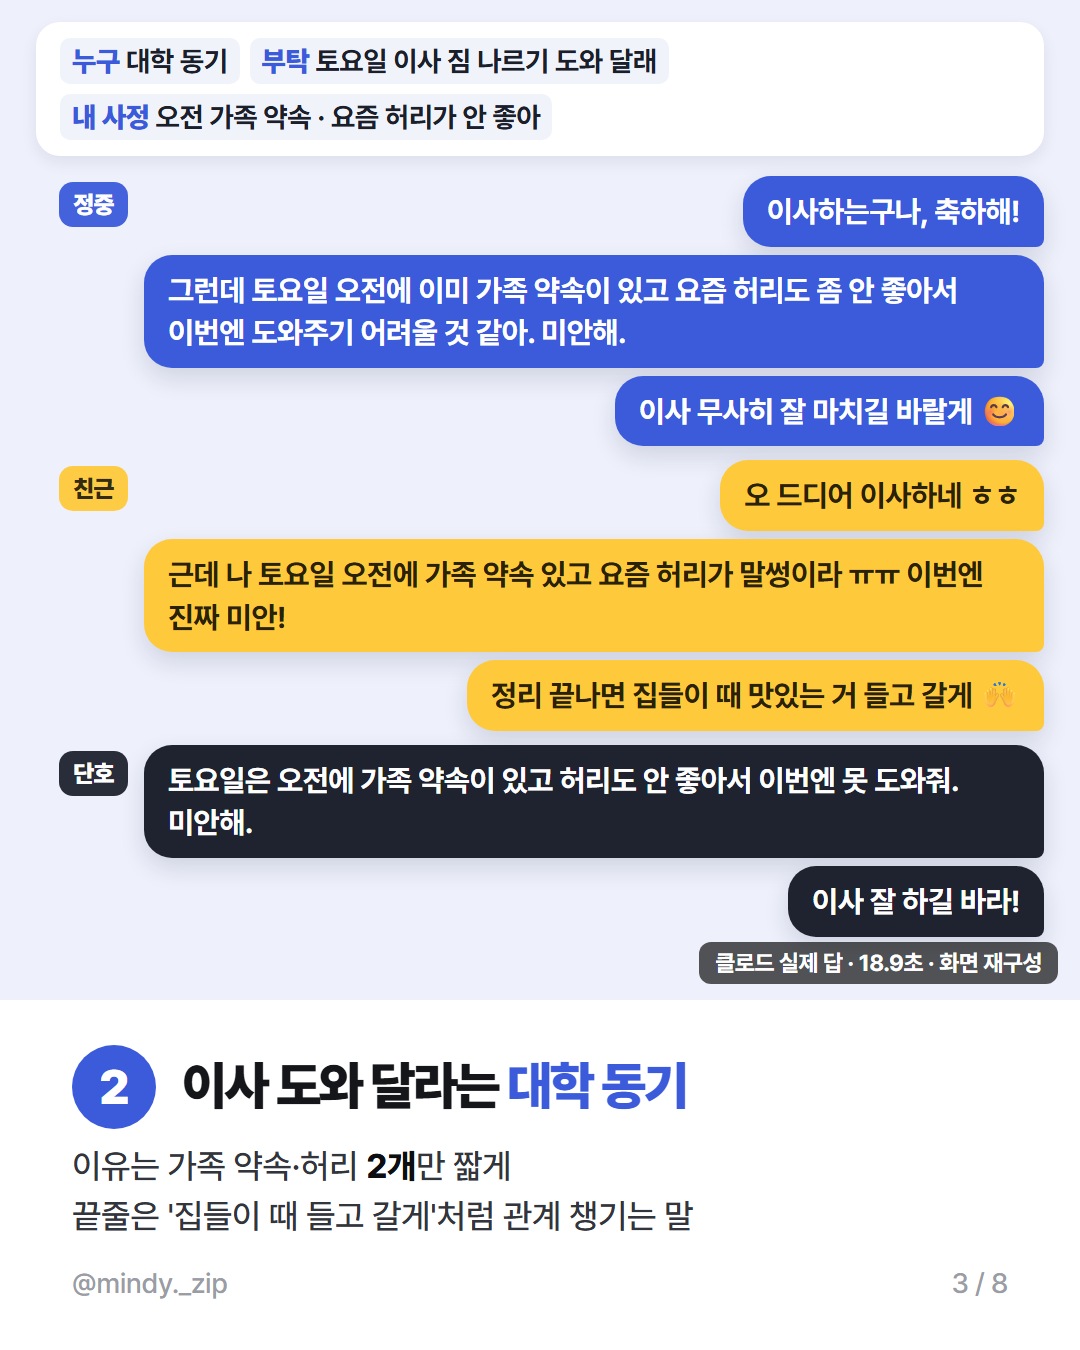 누구 대학 동기 부탁 토요일 이사 짐 나르기 도와 달래
내 사정 오전 가족 약속 · 요즘 허리가 안 좋아
정중
이사하는구나, 축하해!
그런데 토요일 오전에 이미 가족 약속이 있고 요즘 허리도 좀 안 좋아서
이번엔 도와주기 어려울 것 같아. 미안해.
이사 무사히 잘 마치길 바랄게 😊
친근
오 드디어 이사하네 ㅎㅎ
근데 나 토요일 오전에 가족 약속 있고 요즘 허리가 말썽이라 ㅠㅠ 이번엔
진짜 미안!
정리 끝나면 집들이 때 맛있는 거 들고 갈게 🙌
단호
토요일은 오전에 가족 약속이 있고 허리도 안 좋아서 이번엔 못 도와줘.
미안해.
이사 잘 하길 바라!
클로드 실제 답 · 18.9초 · 화면 재구성
2 이사 도와 달라는 대학 동기
이유는 가족 약속·허리 2개만 짧게
끝줄은 '집들이 때 들고 갈게'처럼 관계 챙기는 말
@mindy._zip
3 / 8